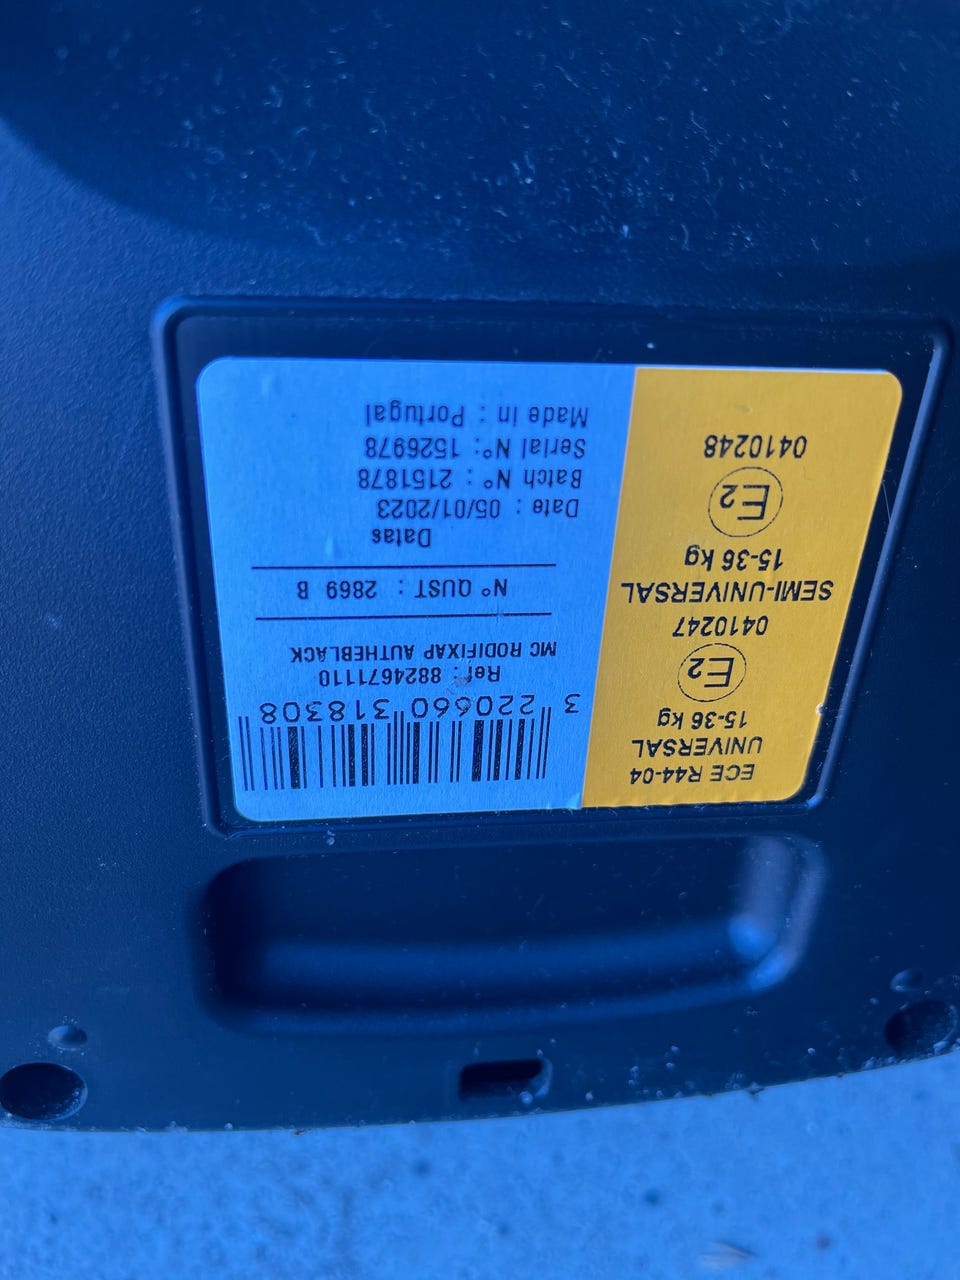 ECE R44-04
UNIVERSAL
15-36 kg
E2
0410247
SEMI-UNIVERSAL
15-36 kg
E2
0410248
3 220660 318308
Ref: 8824671110
MC RODIFIXAP AUTHEBLACK
N° QUST : 2869 B
Datas
Date : 05/01/2023
Batch N° : 2151878
Serial N°: 1526978
Made in : Portugal